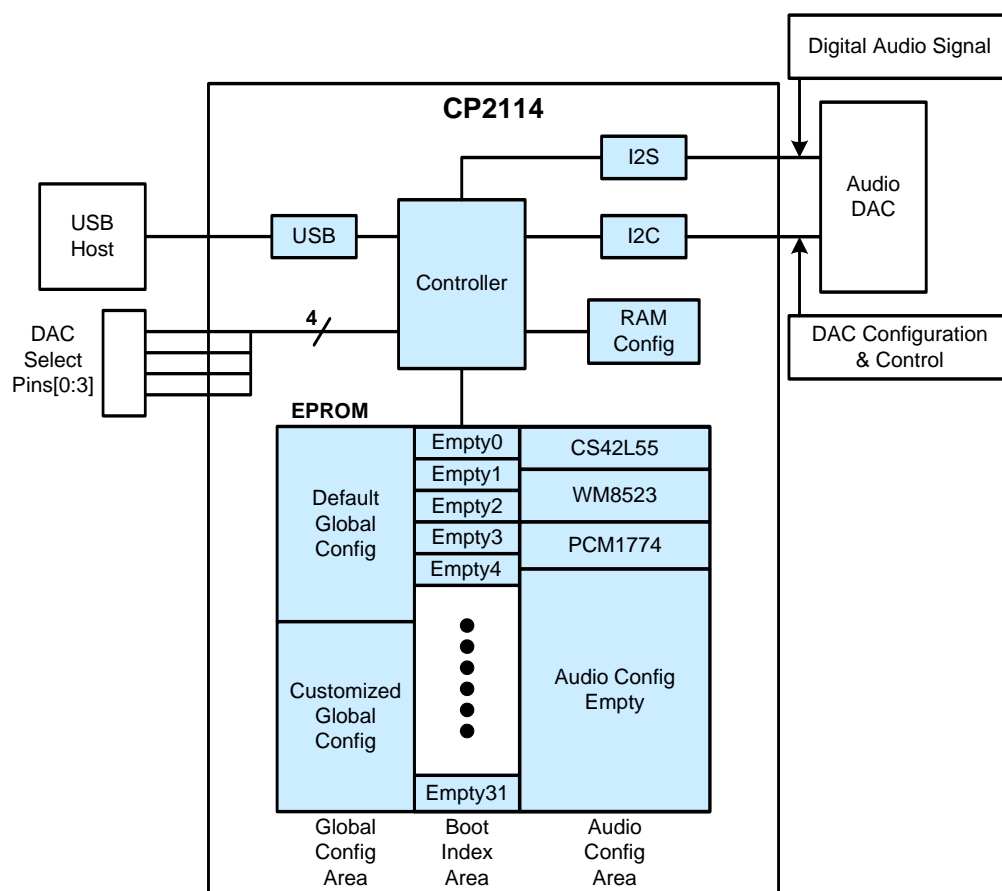 Digital Audio Signal
CP2114
I2S
Audio
DAC
USB
Host
USB
I2C
Controller
4
RAM
Config
DAC
Select
Pins[0:3]
DAC Configuration
& Control
EPROM
Default
Global
Config
Empty0
Empty1
Empty2
Empty3
Empty4
CS42L55
WM8523
PCM1774
Customized
Global
Config
Audio Config
Empty
Empty31
Global
Config
Area
Boot
Index
Area
Audio
Config
Area